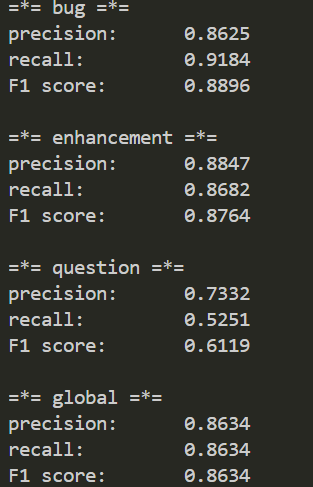 =*= bug =*=
precision: 0.8625
recall: 0.9184
F1 score: 0.8896
=*= enhancement =*=
precision: 0.8847
recall: 0.8682
F1 score: 0.8764
=*= question =*=
precision: 0.7332
recall: 0.5251
F1 score: 0.6119
=*= global =*=
precision: 0.8634
recall: 0.8634
F1 score: 0.8634